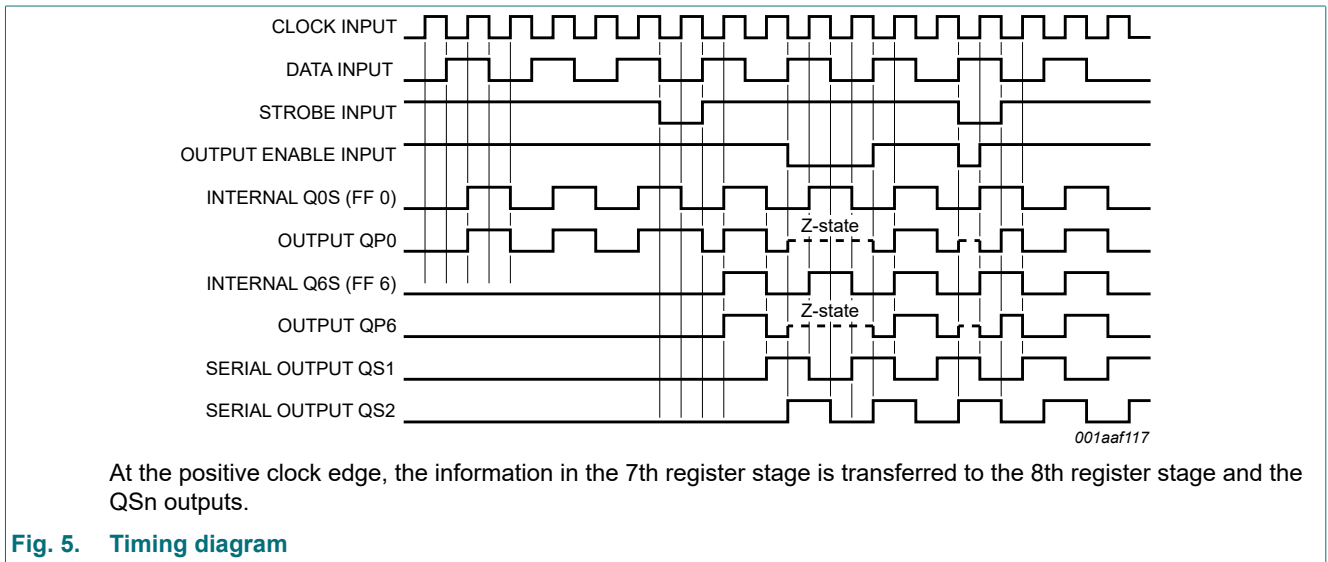 CLOCK INPUT
DATA INPUT
STROBE INPUT
OUTPUT ENABLE INPUT
INTERNAL Q0S (FF 0)
Z-state
OUTPUT QP0
INTERNAL Q6S (FF 6)
Z-state
OUTPUT QP6
SERIAL OUTPUT QS1
SERIAL OUTPUT QS2
001aaf117
At the positive clock edge, the information in the 7th register stage is transferred to the 8th register stage and the
QSn outputs.
Fig. 5. Timing diagram